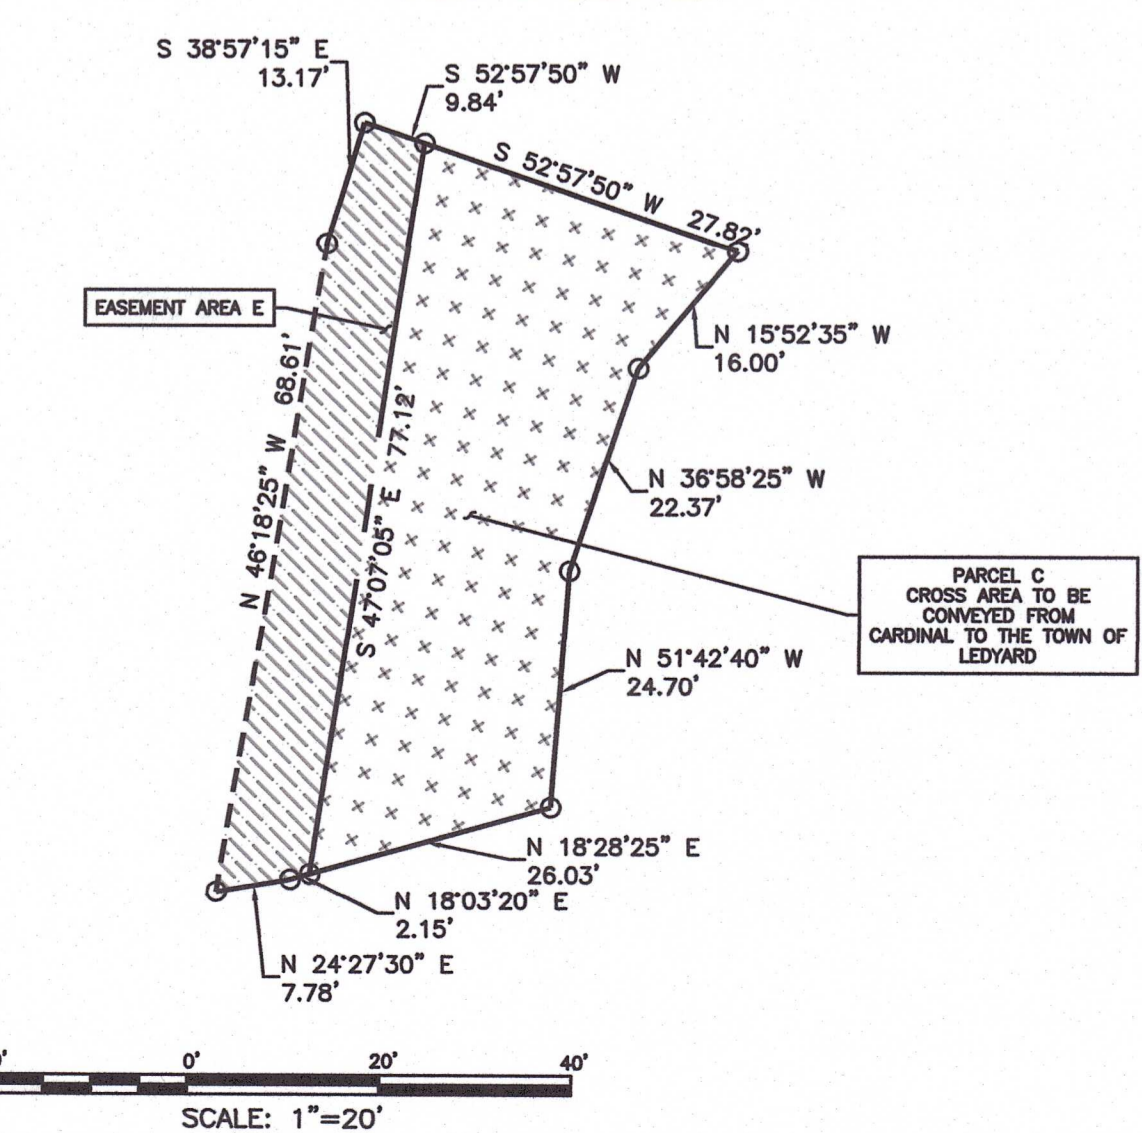 S 38°57'15" E
13.17'
S 52°57'50" W
9.84'
S 52°57'50" W 27.82'
EASEMENT AREA E
N 15°52'35" W
16.00'
N 46°18'25" W 68.61'
S 47°07'05" E 77.12'
N 36°58'25" W
22.37'
PARCEL C
CROSS AREA TO BE
CONVEYED FROM
CARDINAL TO THE TOWN OF
LEDYARD
N 51°42'40" W
24.70'
N 18°28'25" E
26.03'
N 18°03'20" E
2.15'
N 24°27'30" E
7.78'
0' 20' 40'
SCALE: 1"=20'